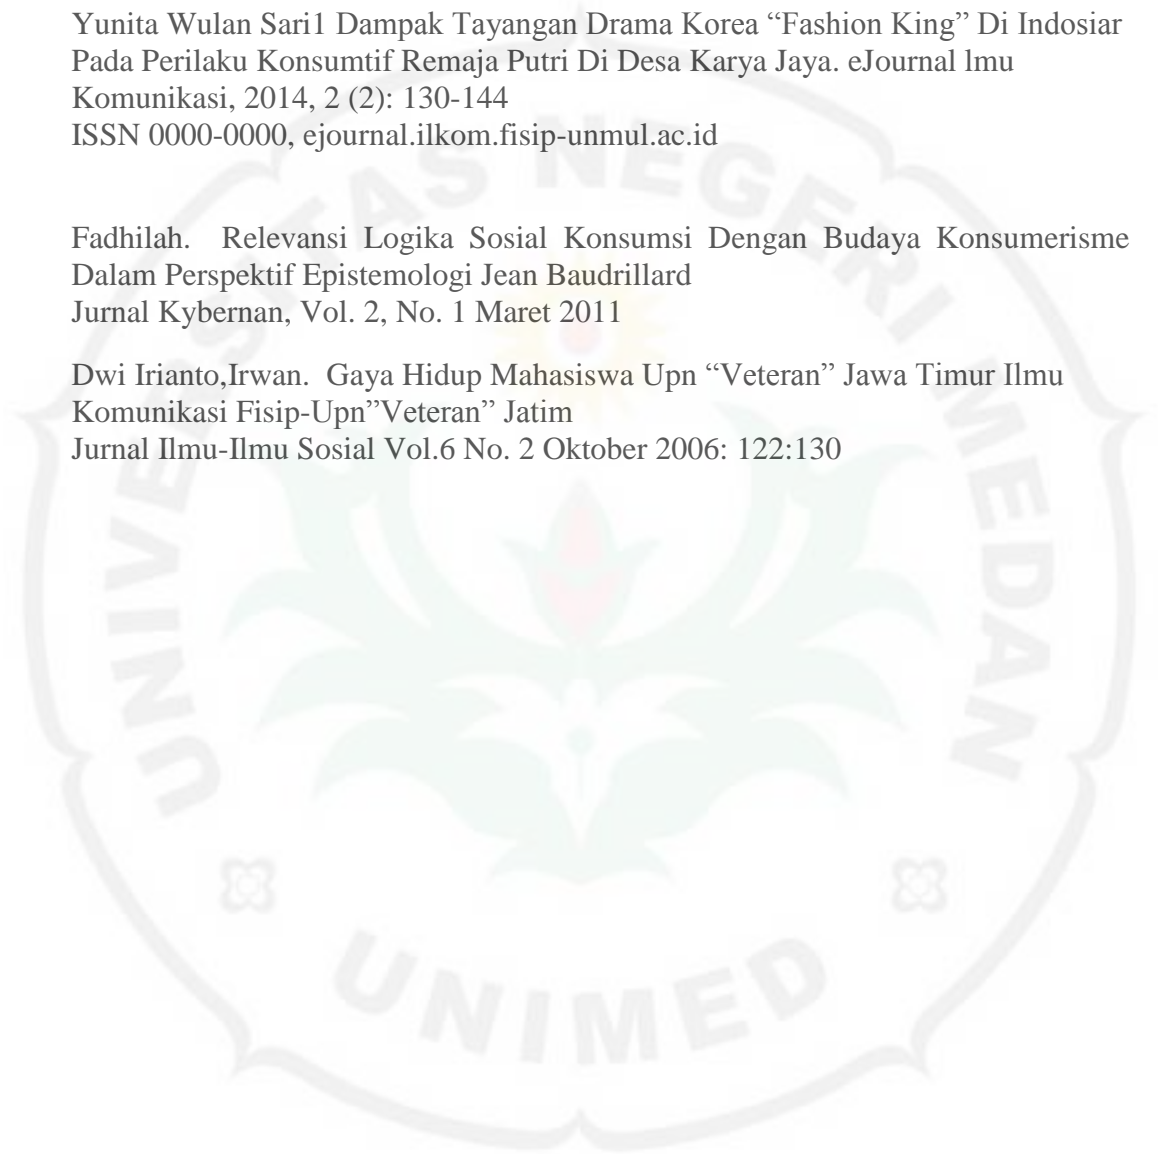 Yunita Wulan Sari1 Dampak Tayangan Drama Korea “Fashion King” Di Indosiar
Pada Perilaku Konsumtif Remaja Putri Di Desa Karya Jaya. eJournal lmu
Komunikasi, 2014, 2 (2): 130-144
ISSN 0000-0000, ejournal.ilkom.fisip-unmul.ac.id
Fadhilah. Relevansi Logika Sosial Konsumsi Dengan Budaya Konsumerisme
Dalam Perspektif Epistemologi Jean Baudrillard
Jurnal Kybernan, Vol. 2, No. 1 Maret 2011
Dwi Irianto,Irwan. Gaya Hidup Mahasiswa Upn “Veteran” Jawa Timur Ilmu
Komunikasi Fisip-Upn”Veteran” Jatim
Jurnal Ilmu-Ilmu Sosial Vol.6 No. 2 Oktober 2006: 122:130
UNIVERSITAS NEGERI MEDAN
UNIMED